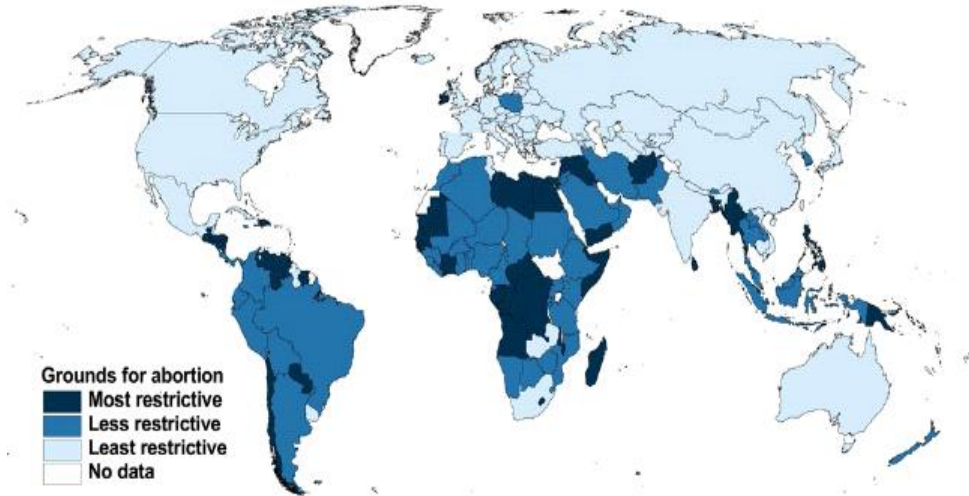 Grounds for abortion
Most restrictive
Less restrictive
Least restrictive
No data